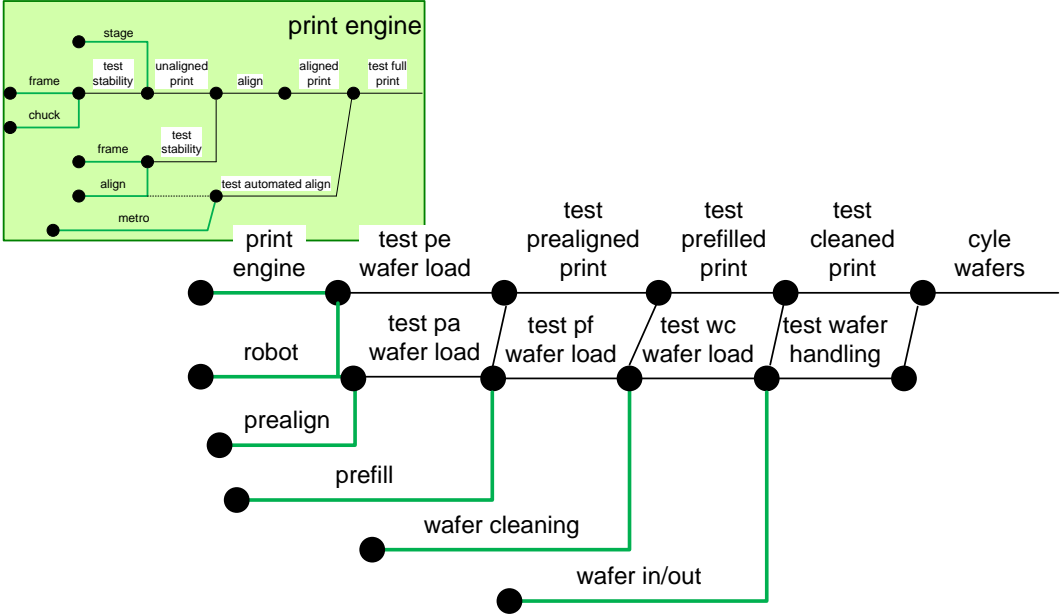 print engine
stage
test
stability
unaligned
print
align
aligned
print
test full
print
frame
chuck
test
stability
frame
align
test automated align
metro
print
engine
test pe
wafer load
test
prealigned
print
test
prefilled
print
test
cleaned
print
cyle
wafers
robot
test pa
wafer load
test pf
wafer load
test wc
wafer load
test wafer
handling
prealign
prefill
wafer cleaning
wafer in/out